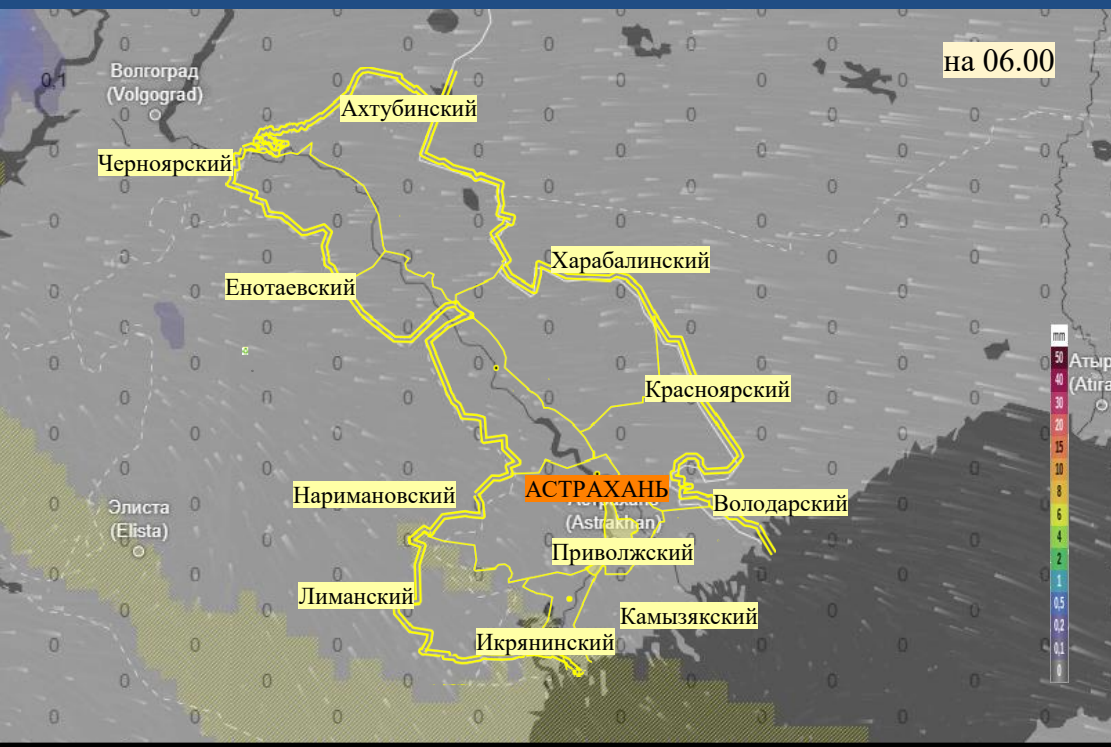 на 06.00
Волгоград
(Volgograd)
0,1
Ахтубинский
Черноярский
Харабалинский
Енотаевский
mm
50
40
30
20
15
10
8
6
4
2
1
0,5
0,2
0,1
0
Атыр
(Atira
Красноярский
Наримановский
АСТРАХАНЬ
(Astrakhan)
Володарский
Элиста
(Elista)
Приволжский
Лиманский
Камызякский
Икрянинский